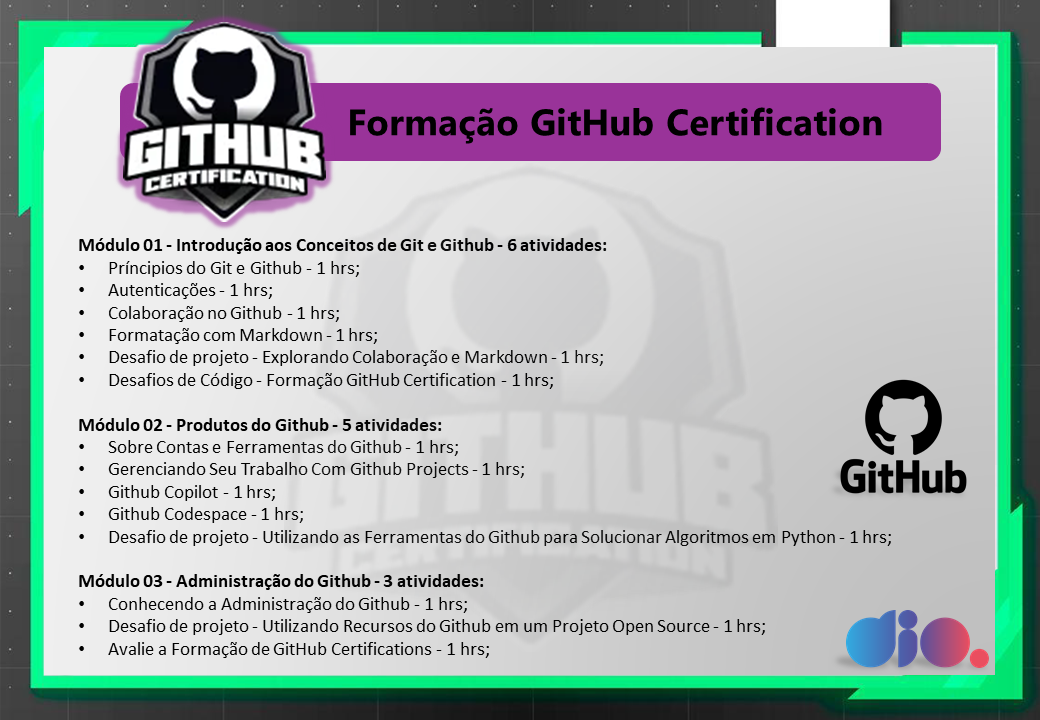 GITHUB
CERTIFICATION
Formação GitHub Certification
Módulo 01 - Introdução aos Conceitos de Git e Github - 6 atividades:
• Príncipios do Git e Github - 1 hrs;
• Autenticações - 1 hrs;
• Colaboração no Github - 1 hrs;
• Formatação com Markdown - 1 hrs;
• Desafio de projeto - Explorando Colaboração e Markdown - 1 hrs;
• Desafios de Código - Formação GitHub Certification - 1 hrs;
Módulo 02 - Produtos do Github - 5 atividades:
• Sobre Contas e Ferramentas do Github - 1 hrs;
• Gerenciando Seu Trabalho Com Github Projects - 1 hrs;
• Github Copilot - 1 hrs;
• Github Codespace - 1 hrs;
• Desafio de projeto - Utilizando as Ferramentas do Github para Solucionar Algoritmos em Python - 1 hrs;
Módulo 03 - Administração do Github - 3 atividades:
• Conhecendo a Administração do Github - 1 hrs;
• Desafio de projeto - Utilizando Recursos do Github em um Projeto Open Source - 1 hrs;
• Avalie a Formação de GitHub Certifications - 1 hrs;
GITHUB
CERTIFICATION
GitHub
dio.